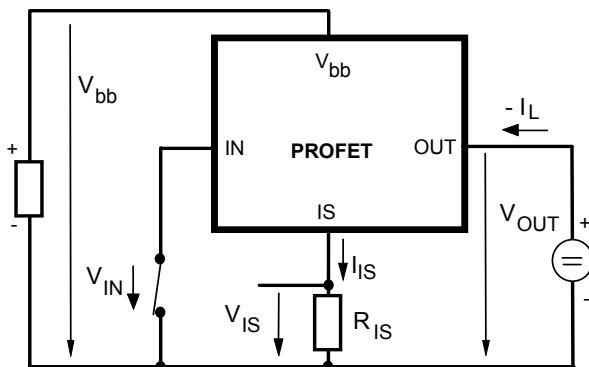 V_bb
V_bb
- I_L
IN
PROFET
OUT
IS
+
-
V_OUT
+
-
V_IN
I_IS
V_IS
R_IS